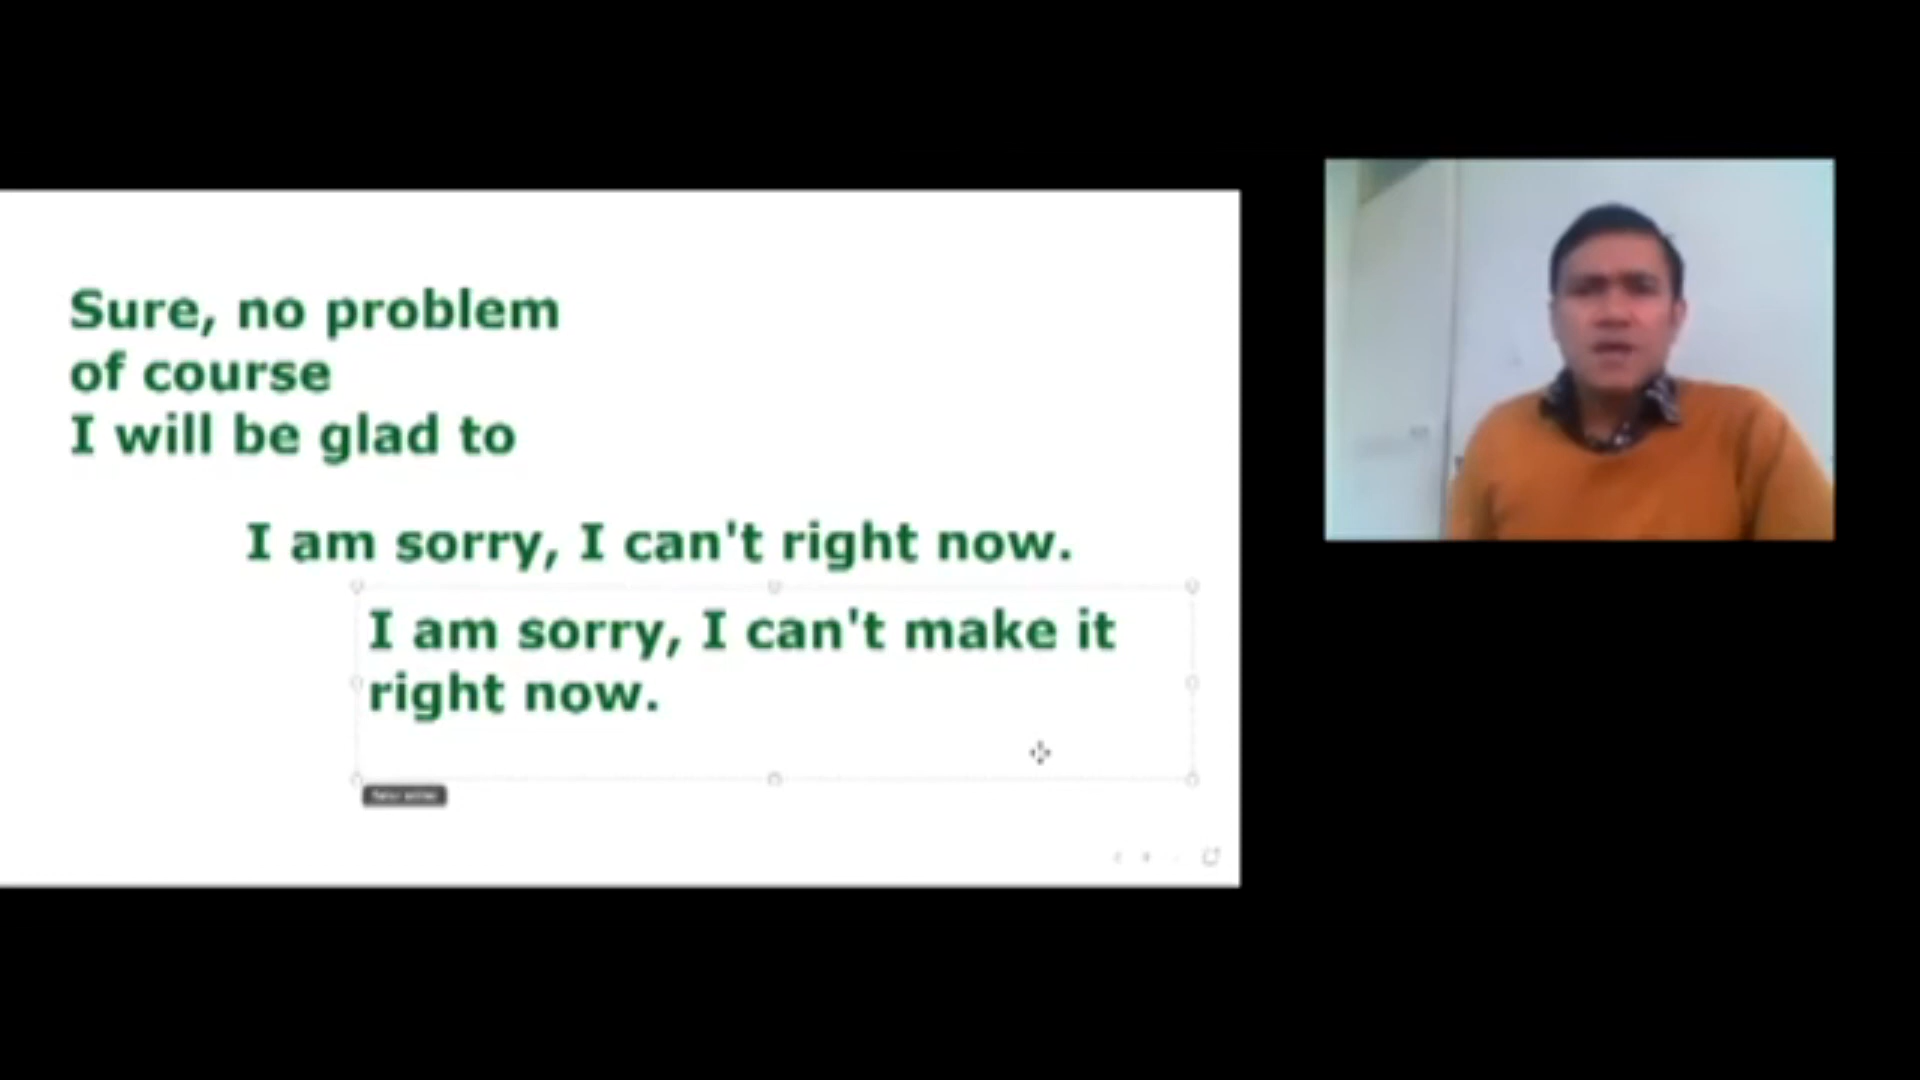 Sure, no problem
of course
I will be glad to
I am sorry, I can't right now.
I am sorry, I can't make it
right now.